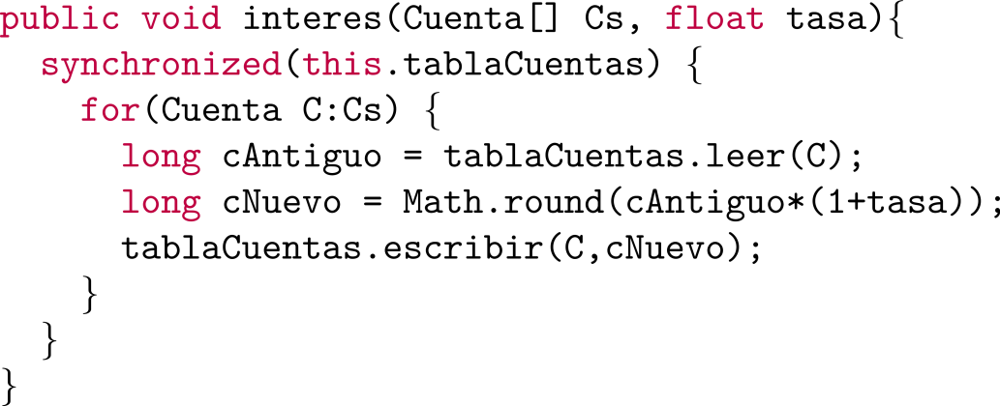 public void interes(Cuenta[] Cs, float tasa){
  synchronized(this.tablaCuentas) {
    for(Cuenta C:Cs) {
      long cAntiguo = tablaCuentas.leer(C);
      long cNuevo = Math.round(cAntiguo*(1+tasa));
      tablaCuentas.escribir(C,cNuevo);
    }
  }
}